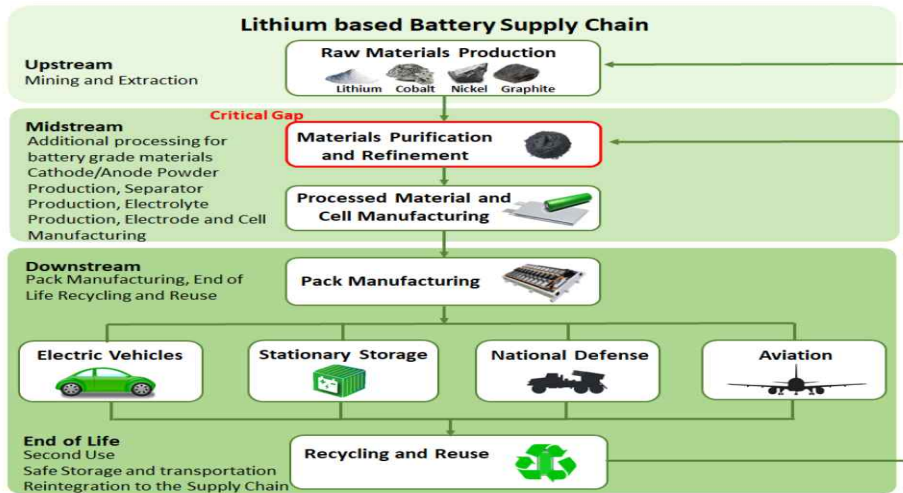 Lithium based Battery Supply Chain
Raw Materials Production
Lithium Cobalt Nickel Graphite
Upstream
Mining and Extraction
Critical Gap
Midstream
Additional processing for
battery grade materials
Cathode/Anode Powder
Production, Separator
Production, Electrolyte
Production, Electrode and Cell
Manufacturing
Materials Purification
and Refinement
Processed Material and
Cell Manufacturing
Downstream
Pack Manufacturing, End of
Life Recycling and Reuse
Pack Manufacturing
Electric Vehicles
Stationary Storage
National Defense
Aviation
End of Life
Second Use
Safe Storage and transportation
Reintegration to the Supply Chain
Recycling and Reuse